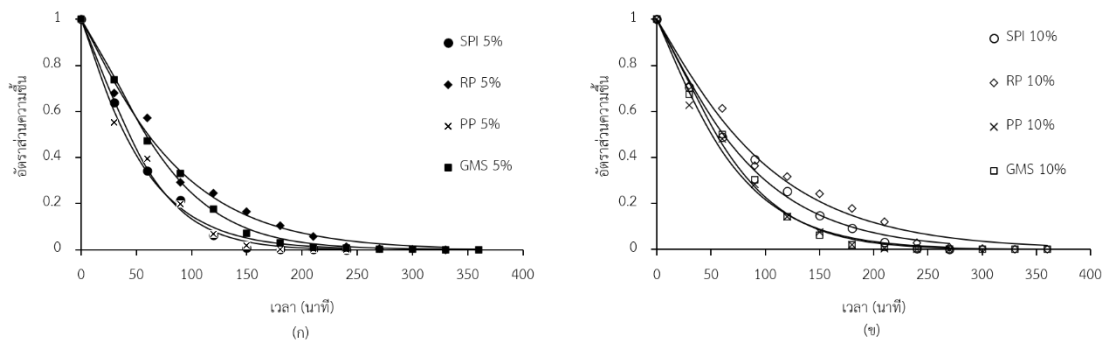 1
0.8
0.6
0.4
0.2
0
อัตราส่วนความชื้น
0 50 100 150 200 250 300 350 400
เวลา (นาที)
(ก)
SPI 5%
RP 5%
PP 5%
GMS 5%
1
0.8
0.6
0.4
0.2
0
อัตราส่วนความชื้น
0 50 100 150 200 250 300 350 400
เวลา (นาที)
(ข)
SPI 10%
RP 10%
PP 10%
GMS 10%